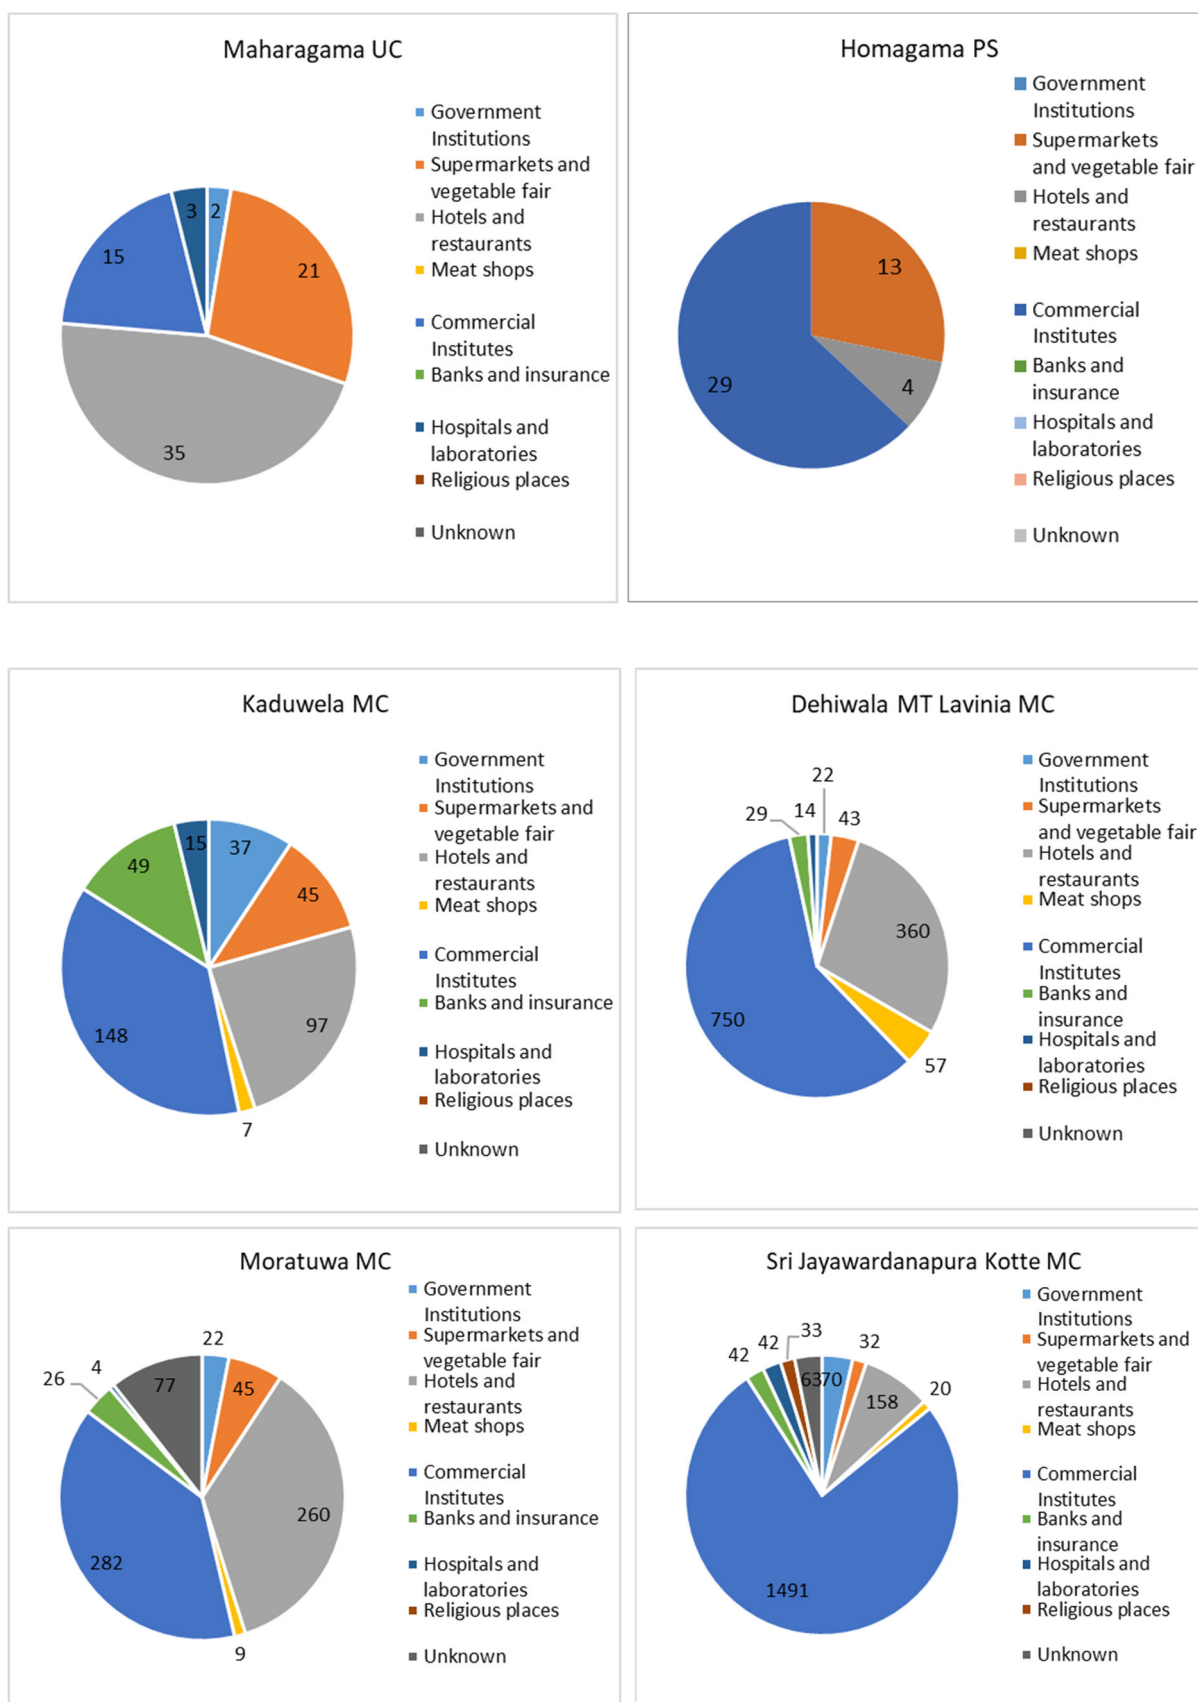 Maharagama UC
Government
Institutions
Supermarkets and
vegetable fair
Hotels and
restaurants
Meat shops
Commercial
Institutes
Banks and insurance
Hospitals and
laboratories
Religious places
Unknown
3
2
15
21
35
Homagama PS
Government
Institutions
Supermarkets
and vegetable fair
Hotels and
restaurants
Meat shops
Commercial
Institutes
Banks and
insurance
Hospitals and
laboratories
Religious places
Unknown
13
29
4
Kaduwela MC
Government
Institutions
Supermarkets and
vegetable fair
Hotels and
restaurants
Meat shops
Commercial
Institutes
Banks and insurance
Hospitals and
laboratories
Religious places
Unknown
15
37
49
45
148
97
7
Dehiwala MT Lavinia MC
Government
Institutions
Supermarkets
and vegetable fair
Hotels and
restaurants
Meat shops
Commercial
Institutes
Banks and
insurance
Hospitals and
laboratories
Religious places
Unknown
22
29
14
43
360
750
57
Moratuwa MC
Government
Institutions
Supermarkets and
vegetable fair
Hotels and
restaurants
Meat shops
Commercial
Institutes
Banks and insurance
Hospitals and
laboratories
Religious places
Unknown
22
4
26
77
45
260
282
9
Sri Jayawardanapura Kotte MC
Government
Institutions
Supermarkets and
vegetable fair
Hotels and
restaurants
Meat shops
Commercial
Institutes
Banks and
insurance
Hospitals and
laboratories
Religious places
Unknown
33
42
42
32
63
70
20
158
1491